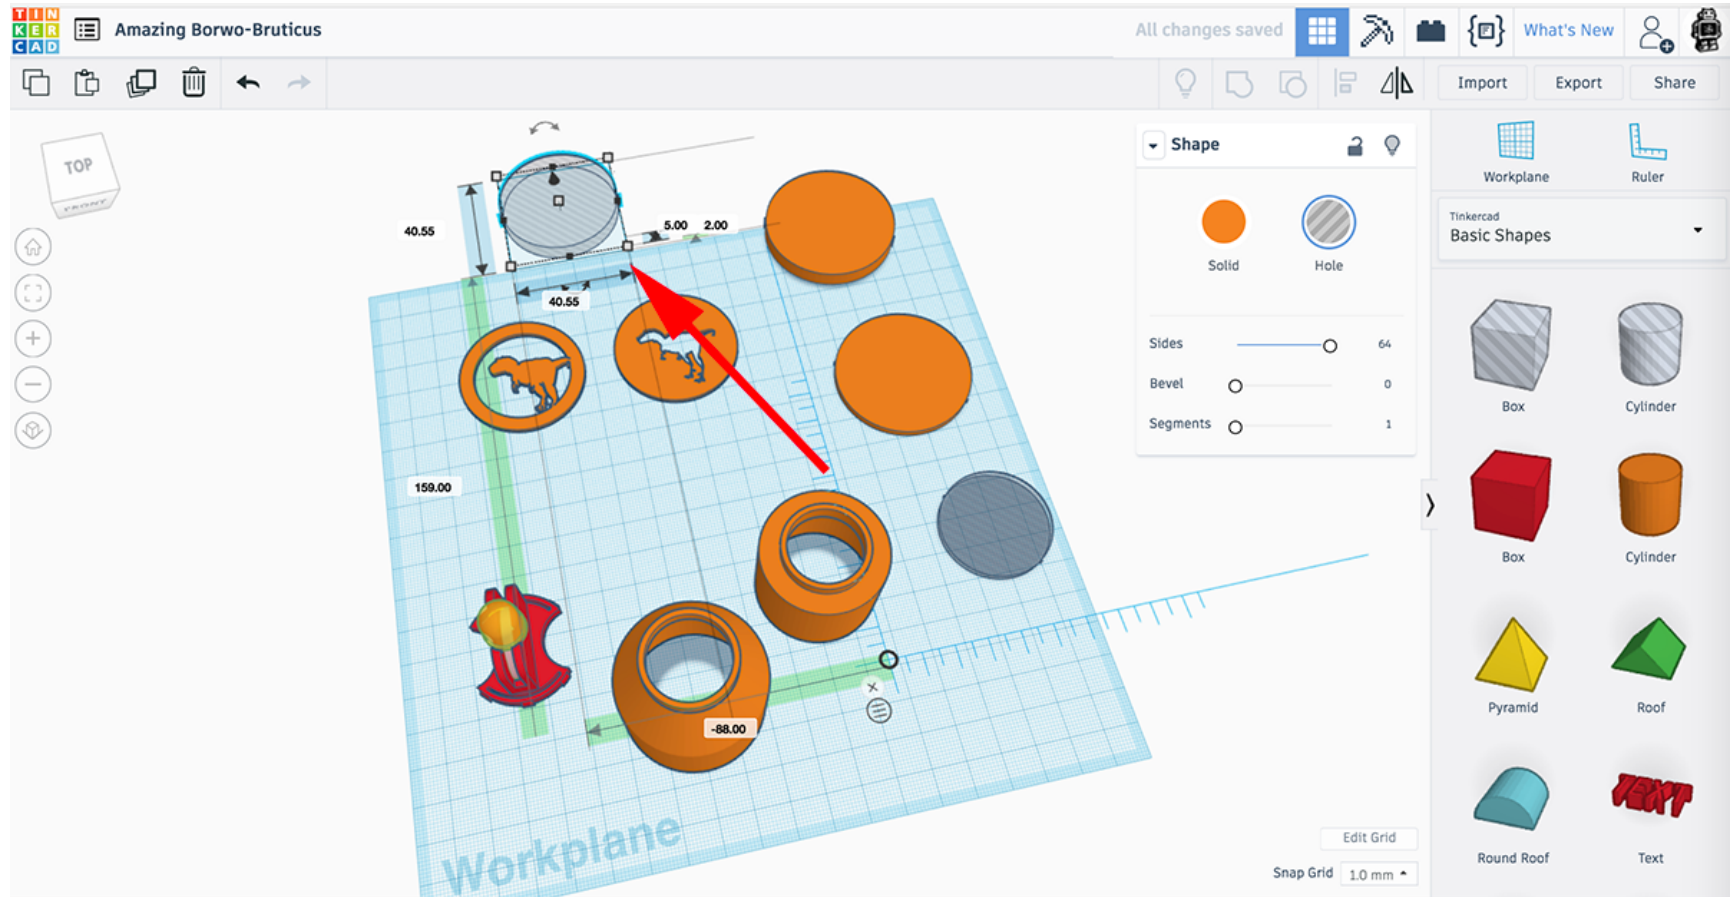 TIN
KER
CAD
Amazing Borwo-Bruticus
All changes saved
What's New
Import
Export
Share
TOP
FRONT
Shape
Solid
Hole
Sides
64
Bevel
0
Segments
1
Workplane
Ruler
Tinkercad
Basic Shapes
Box
Cylinder
Box
Cylinder
Pyramid
Roof
Round Roof
TEXT
Text
40.55
5.00
2.00
40.55
159.00
-88.00
Workplane
Edit Grid
Snap Grid
1.0 mm